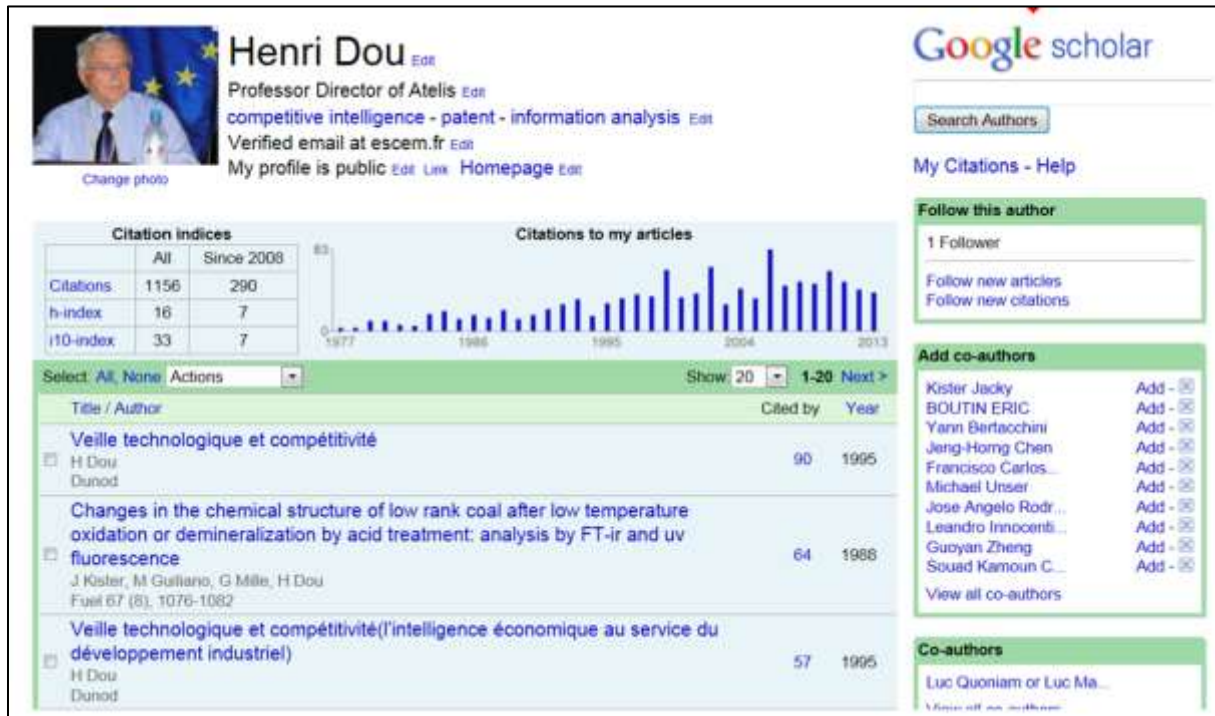 Henri Dou Edit
Professor Director of Atelis Edit
competitive intelligence - patent - information analysis Edit
Verified email at escem.fr Edit
My profile is public Edit Link Homepage Edit
Change photo
Google scholar
Search Authors
My Citations - Help
Follow this author
1 Follower
Follow new articles
Follow new citations
Citation indices
All Since 2008
Citations 1156 290
h-index 16 7
i10-index 33 7
Citations to my articles
83
0
1977 1986 1995 2004 2013
Select: All, None Actions Show: 20 1-20 Next >
Title / Author Cited by Year
Veille technologique et compétitivité 90 1995
H Dou
Dunod
Changes in the chemical structure of low rank coal after low temperature
oxidation or demineralization by acid treatment: analysis by FT-ir and uv
fluorescence 64 1988
J Kister, M Guiliano, G Mille, H Dou
Fuel 67 (8), 1076-1082
Veille technologique et compétitivité(l'intelligence économique au service du
développement industriel) 57 1995
H Dou
Dunod
Add co-authors
Kister Jacky Add -
BOUTIN ERIC Add -
Yann Bertacchini Add -
Jeng-Horng Chen Add -
Francisco Carlos... Add -
Michael Unser Add -
Jose Angelo Rodr... Add -
Leandro Innocenti... Add -
Guoyan Zheng Add -
Souad Kamoun C... Add -
View all co-authors
Co-authors
Luc Quoniam or Luc Ma...
View all co-authors